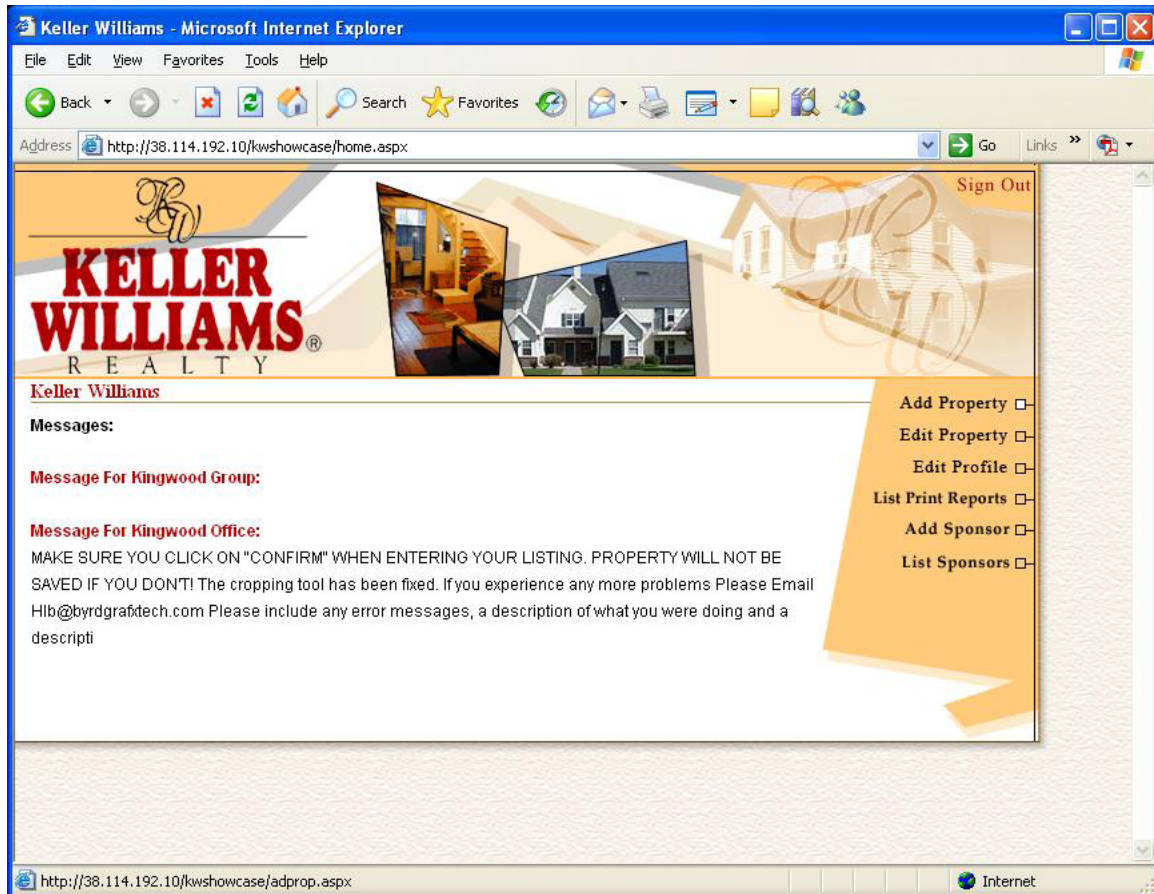 Keller Williams - Microsoft Internet Explorer
File Edit View Favorites Tools Help
Back Search Favorites
Address http://38.114.192.10/kwshowcase/home.aspx Go Links »
Sign Out
KW
KELLER
WILLIAMS®
REALTY
Keller Williams
Messages:
Message For Kingwood Group:
Message For Kingwood Office:
MAKE SURE YOU CLICK ON "CONFIRM" WHEN ENTERING YOUR LISTING. PROPERTY WILL NOT BE
SAVED IF YOU DON'T! The cropping tool has been fixed. If you experience any more problems Please Email
Hlb@byrdgrafxtech.com Please include any error messages, a description of what you were doing and a
descripti
Add Property
Edit Property
Edit Profile
List Print Reports
Add Sponsor
List Sponsors
http://38.114.192.10/kwshowcase/adprop.aspx Internet